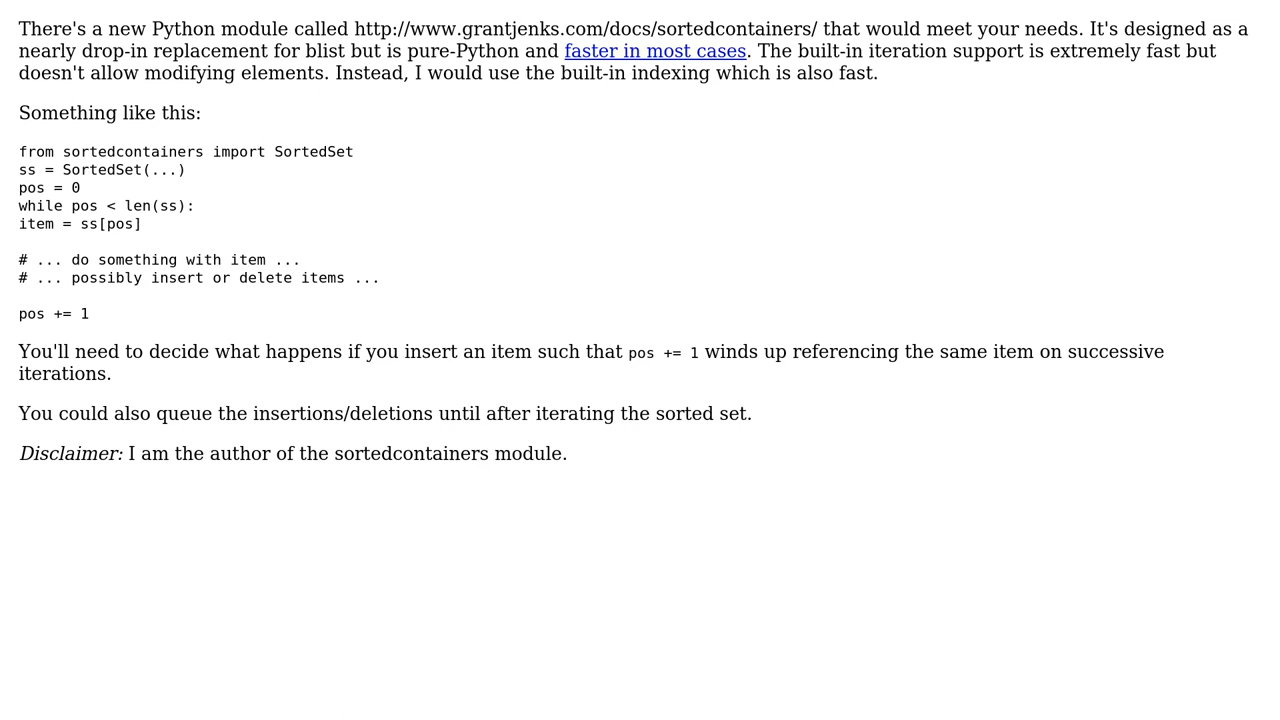 There's a new Python module called http://www.grantjenks.com/docs/sortedcontainers/ that would meet your needs. It's designed as a
nearly drop-in replacement for blist but is pure-Python and faster in most cases. The built-in iteration support is extremely fast but
doesn't allow modifying elements. Instead, I would use the built-in indexing which is also fast.
Something like this:
from sortedcontainers import SortedSet
ss = SortedSet(...)
pos = 0
while pos < len(ss):
item = ss[pos]
# ... do something with item ...
# ... possibly insert or delete items ...
pos += 1
You'll need to decide what happens if you insert an item such that pos += 1 winds up referencing the same item on successive
iterations.
You could also queue the insertions/deletions until after iterating the sorted set.
Disclaimer: I am the author of the sortedcontainers module.